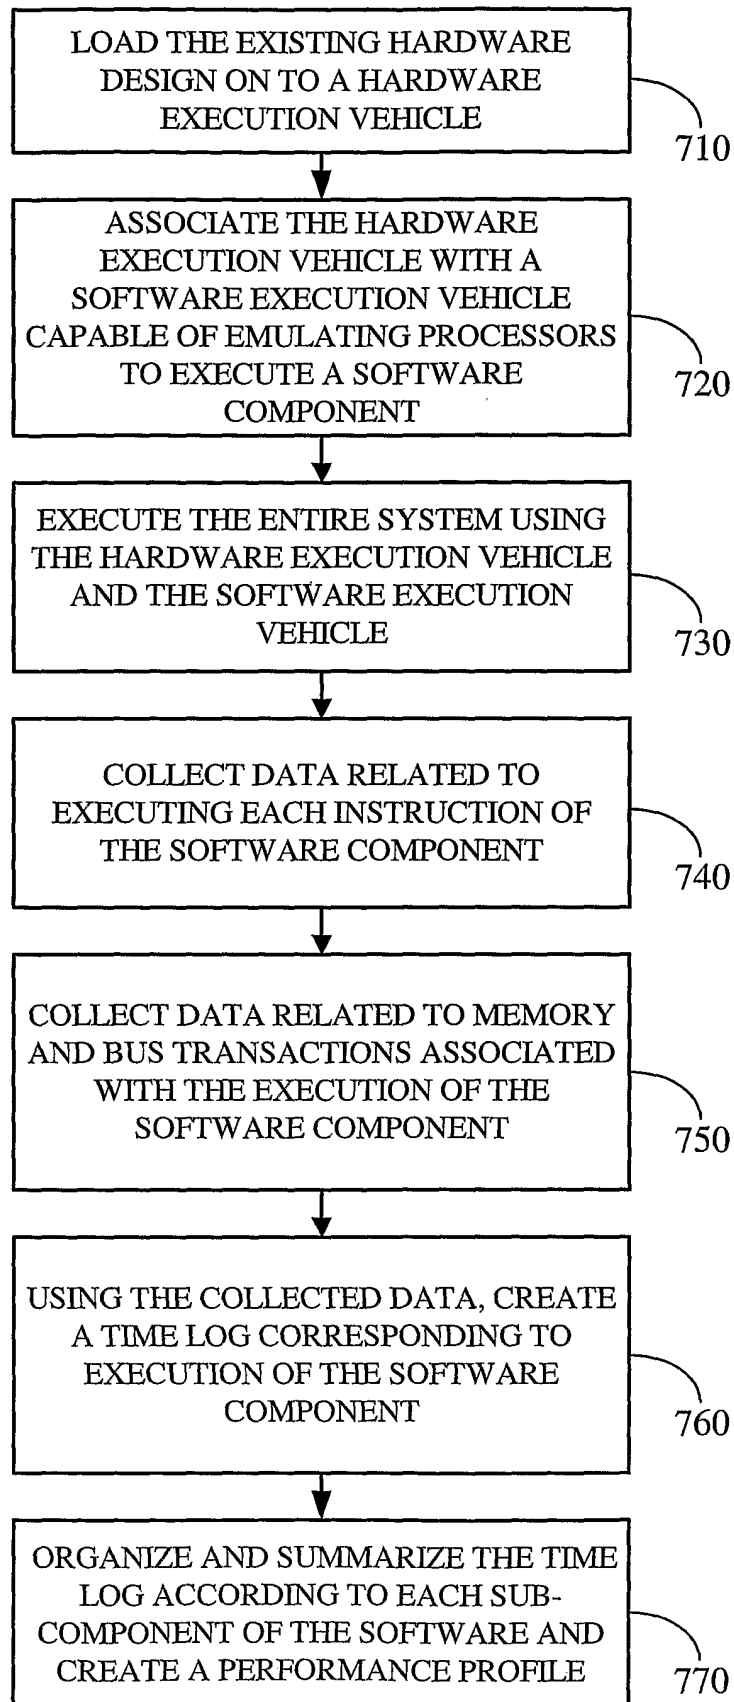 LOAD THE EXISTING HARDWARE
DESIGN ON TO A HARDWARE
EXECUTION VEHICLE
710
ASSOCIATE THE HARDWARE
EXECUTION VEHICLE WITH A
SOFTWARE EXECUTION VEHICLE
CAPABLE OF EMULATING PROCESSORS
TO EXECUTE A SOFTWARE
COMPONENT
720
EXECUTE THE ENTIRE SYSTEM USING
THE HARDWARE EXECUTION VEHICLE
AND THE SOFTWARE EXECUTION
VEHICLE
730
COLLECT DATA RELATED TO
EXECUTING EACH INSTRUCTION OF
THE SOFTWARE COMPONENT
740
COLLECT DATA RELATED TO MEMORY
AND BUS TRANSACTIONS ASSOCIATED
WITH THE EXECUTION OF THE
SOFTWARE COMPONENT
750
USING THE COLLECTED DATA, CREATE
A TIME LOG CORRESPONDING TO
EXECUTION OF THE SOFTWARE
COMPONENT
760
ORGANIZE AND SUMMARIZE THE TIME
LOG ACCORDING TO EACH SUB-
COMPONENT OF THE SOFTWARE AND
CREATE A PERFORMANCE PROFILE
770